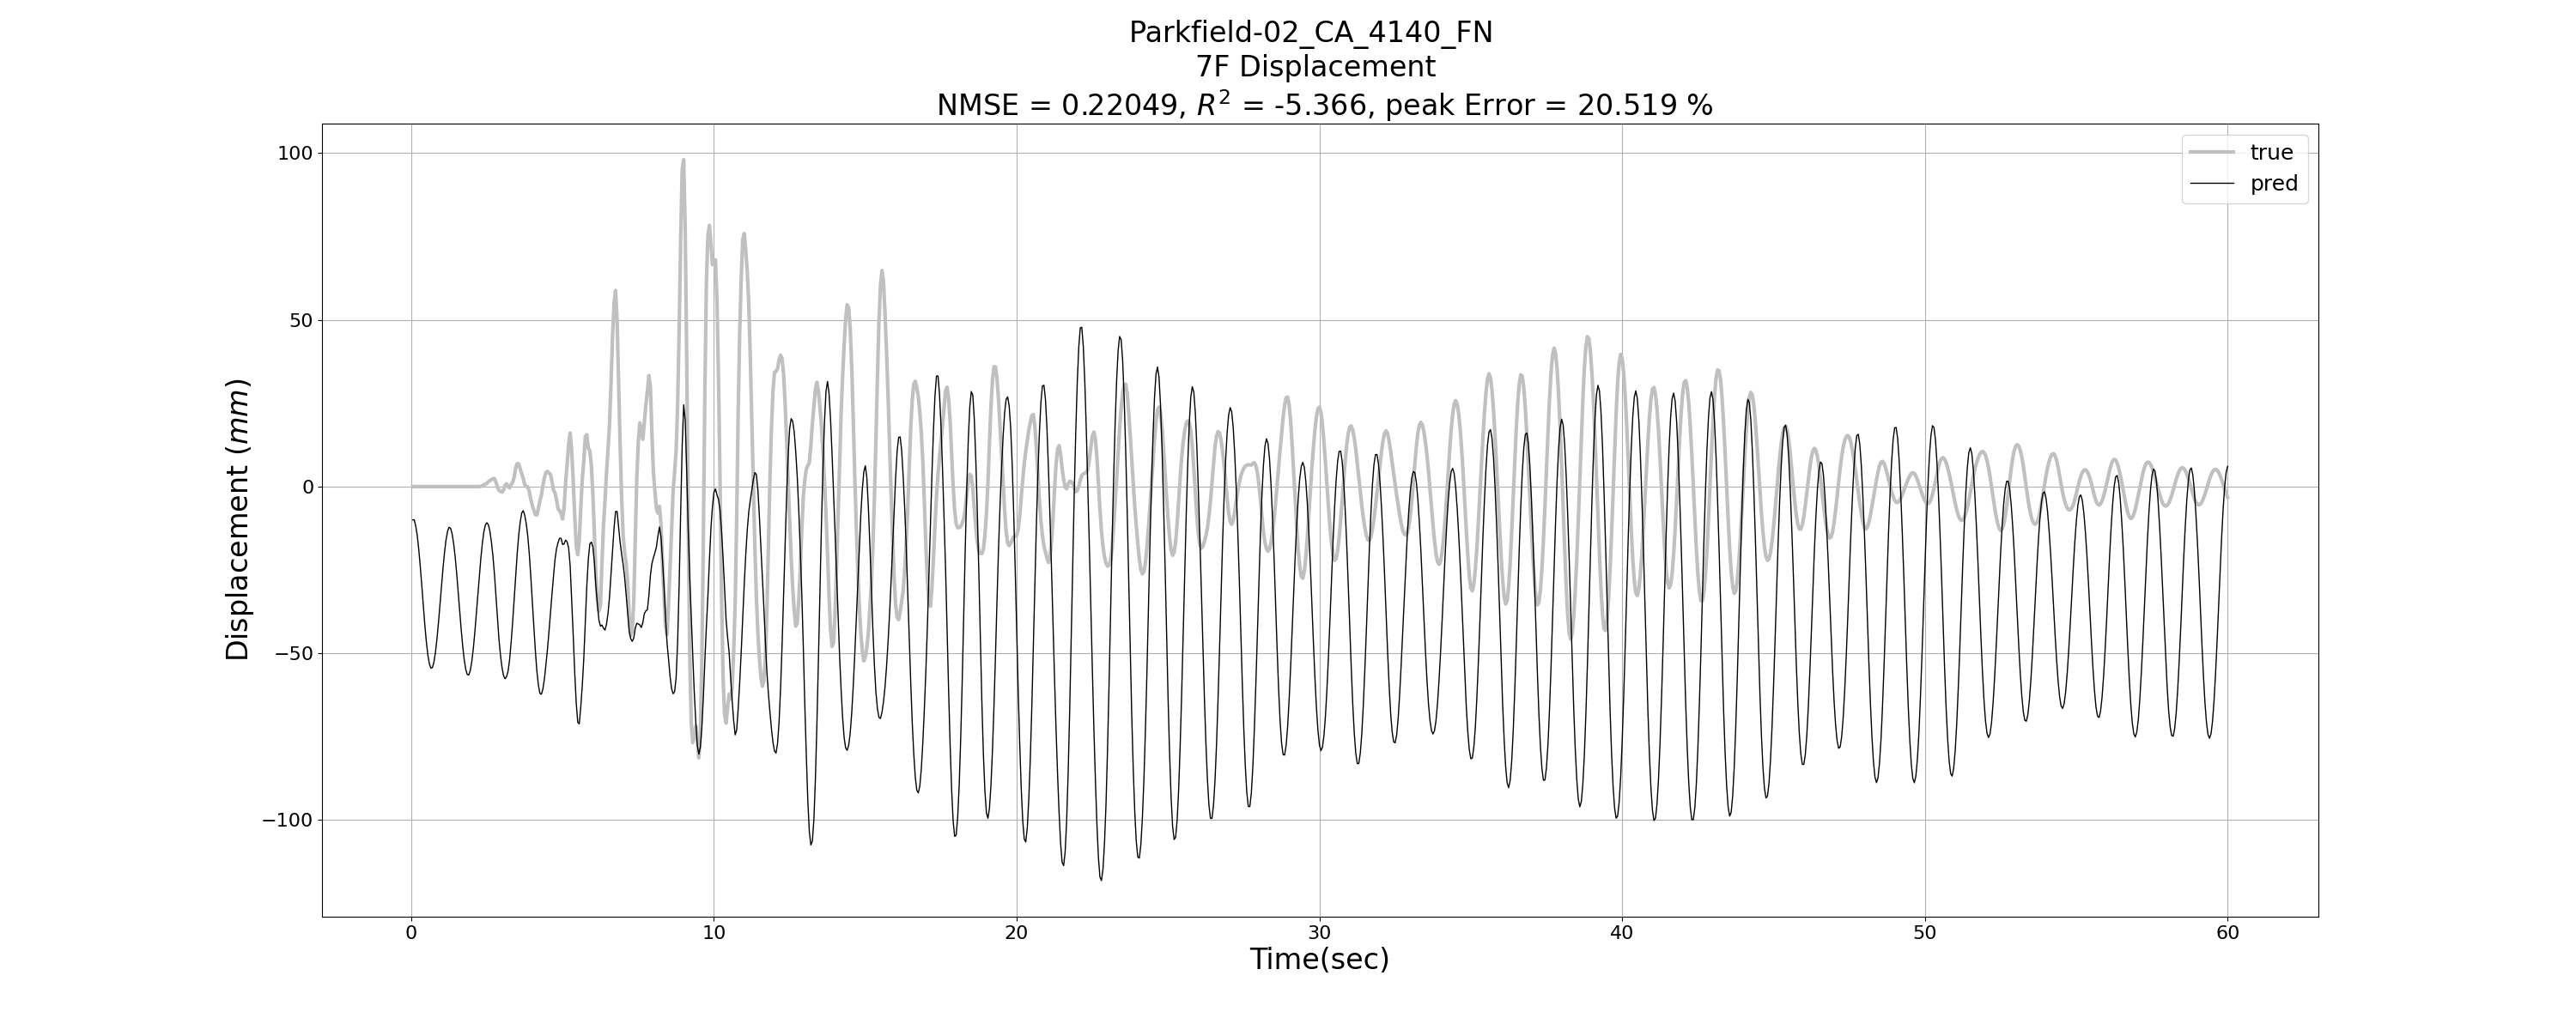 Parkfield-02_CA_4140_FN
7F Displacement
NMSE = 0.22049, R² = -5.366, peak Error = 20.519 %
true
pred
Displacement (mm)
100
50
0
−50
−100
0 10 20 30 40 50 60
Time(sec)